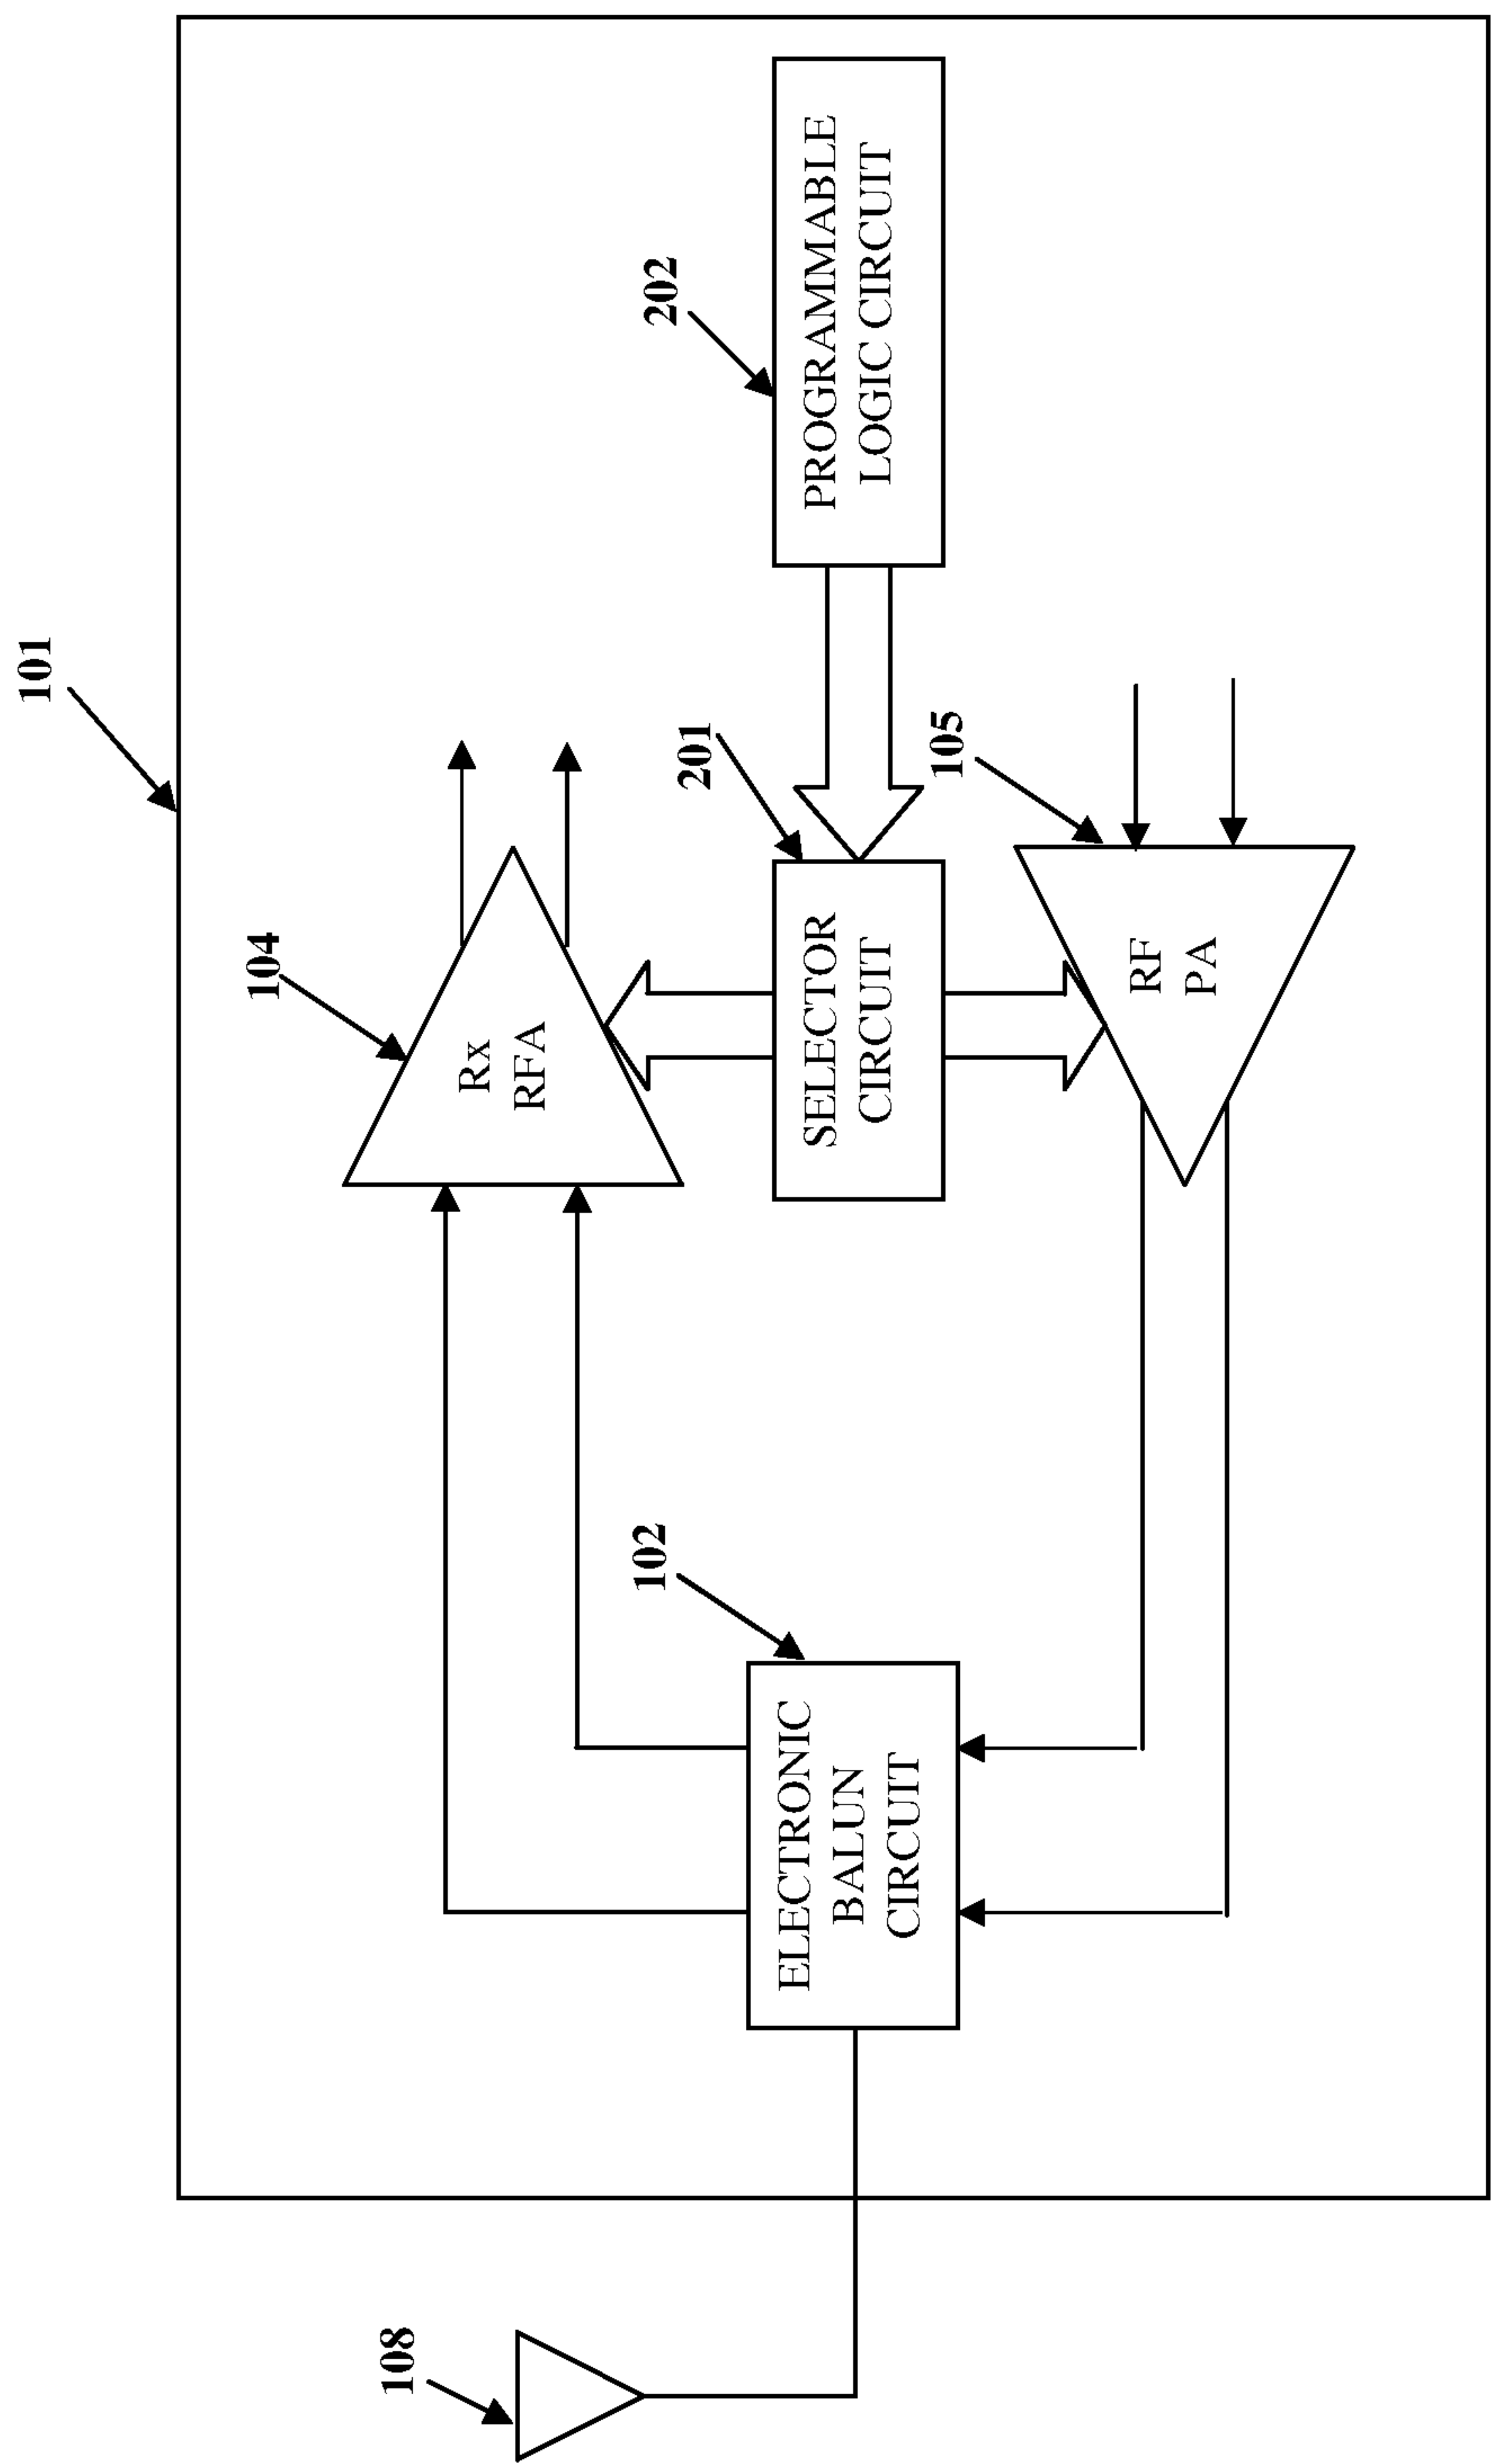 101
104
Rx
RFA
202
PROGRAMMABLE
LOGIC CIRCUIT
201
SELECTOR
CIRCUIT
105
RF
PA
102
ELECTRONIC
BALUN
CIRCUIT
108